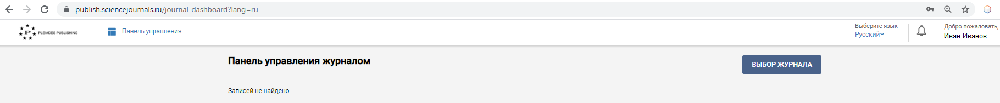 publish.sciencejournals.ru/journal-dashboard?lang=ru
P PLEIADES PUBLISHING
Панель управления
Выберите язык
Русский
Добро пожаловать,
Иван Иванов
Панель управления журналом
ВЫБОР ЖУРНАЛА
Записей не найдено